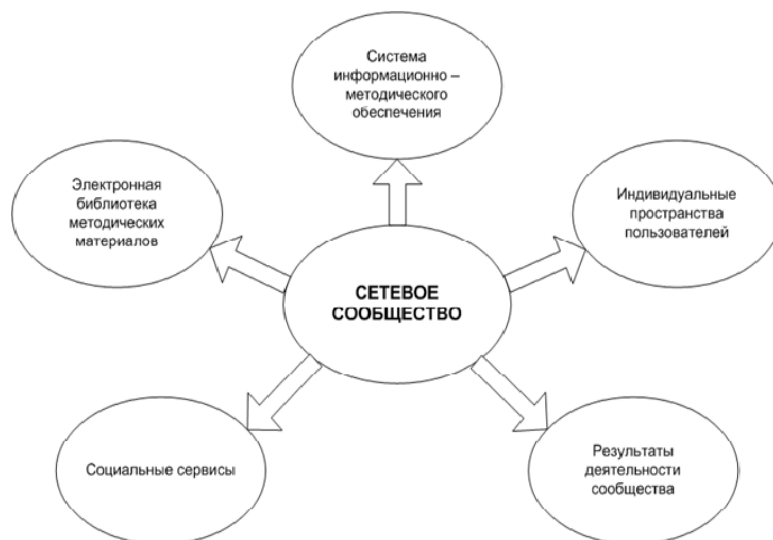 Система
информационно –
методического
обеспечения
Электронная
библиотека
методических
материалов
Индивидуальные
пространства
пользователей
СЕТЕВОЕ
СООБЩЕСТВО
Социальные сервисы
Результаты
деятельности
сообщества